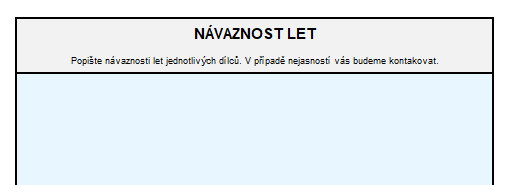 NÁVAZNOST LET
Popište návaznosti let jednotlivých dílců. V případě nejasností vás budeme kontakovat.